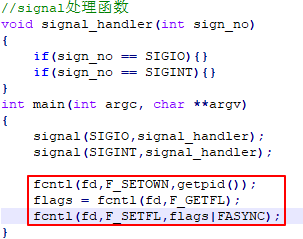 //signal处理函数
void signal_handler(int sign_no)
{
if(sign_no == SIGIO){}
if(sign_no == SIGINT){}
}
int main(int argc, char **argv)
{
signal(SIGIO,signal_handler);
signal(SIGINT,signal_handler);
fcntl(fd,F_SETOWN,getpid());
flags = fcntl(fd,F_GETFL);
fcntl(fd,F_SETFL,flags|FASYNC);
}